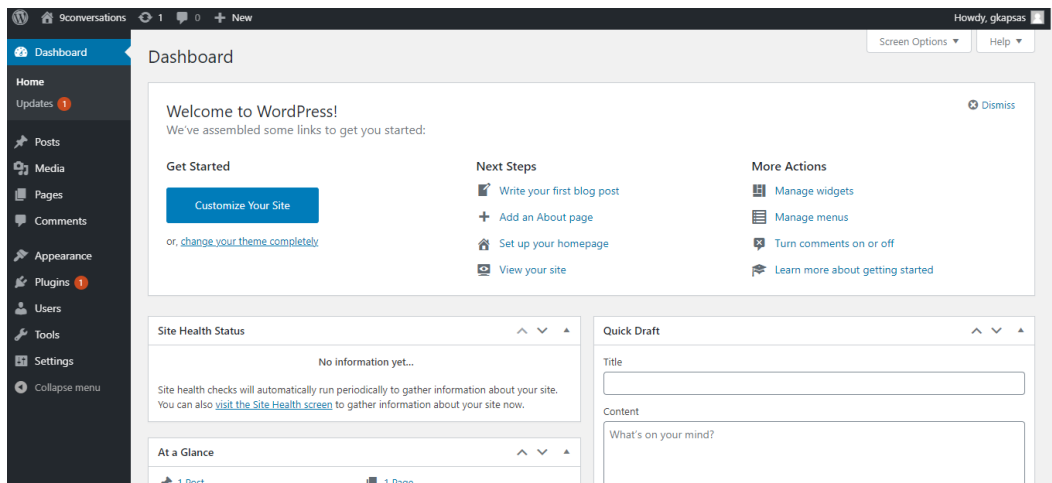 9conversations 1 0 New Howdy, gkapsas
Dashboard
Home
Updates 1
Posts
Media
Pages
Comments
Appearance
Plugins 1
Users
Tools
Settings
Collapse menu
Screen Options Help
Dashboard
Welcome to WordPress!
Dismiss
We've assembled some links to get you started:
Get Started
Customize Your Site
or, change your theme completely
Next Steps
Write your first blog post
Add an About page
Set up your homepage
View your site
More Actions
Manage widgets
Manage menus
Turn comments on or off
Learn more about getting started
Site Health Status
No information yet...
Site health checks will automatically run periodically to gather information about your site.
You can also visit the Site Health screen to gather information about your site now.
At a Glance
1 Post 1 Page
Quick Draft
Title
Content
What's on your mind?